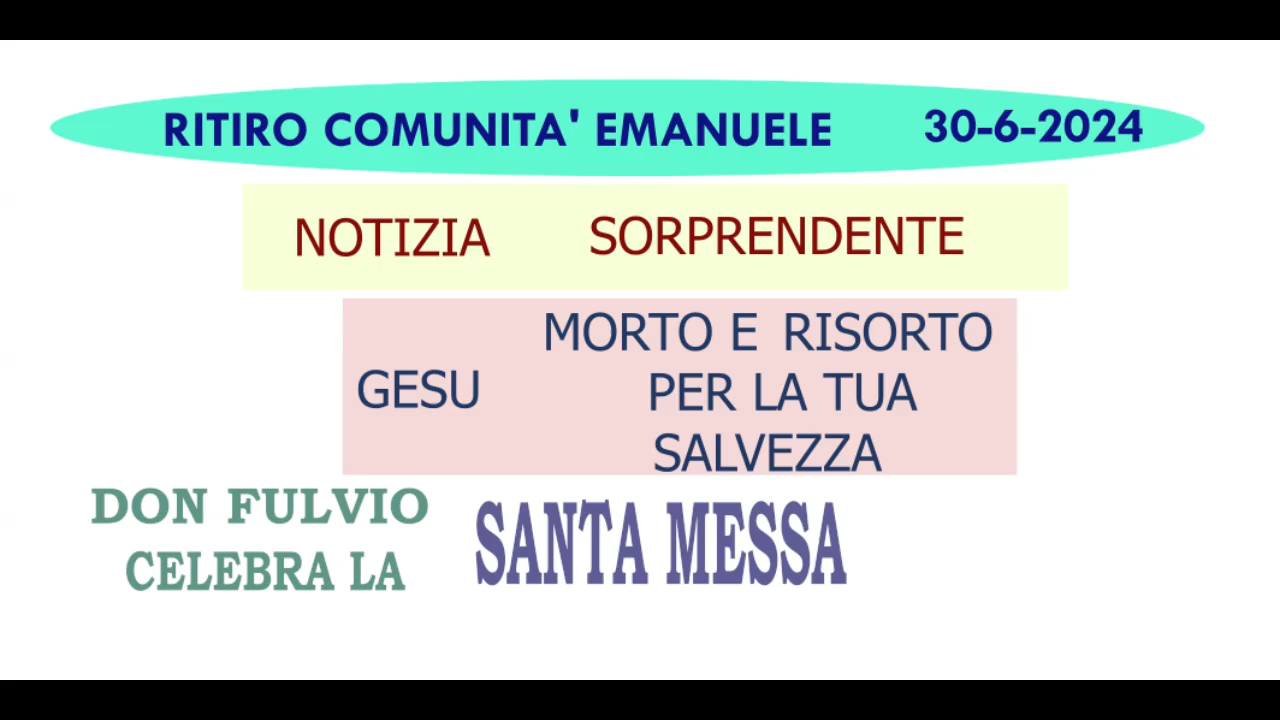 RITIRO COMUNITA' EMANUELE 30-6-2024
NOTIZIA SORPRENDENTE
GESU
MORTO E RISORTO
PER LA TUA
SALVEZZA
DON FULVIO
CELEBRA LA
SANTA MESSA